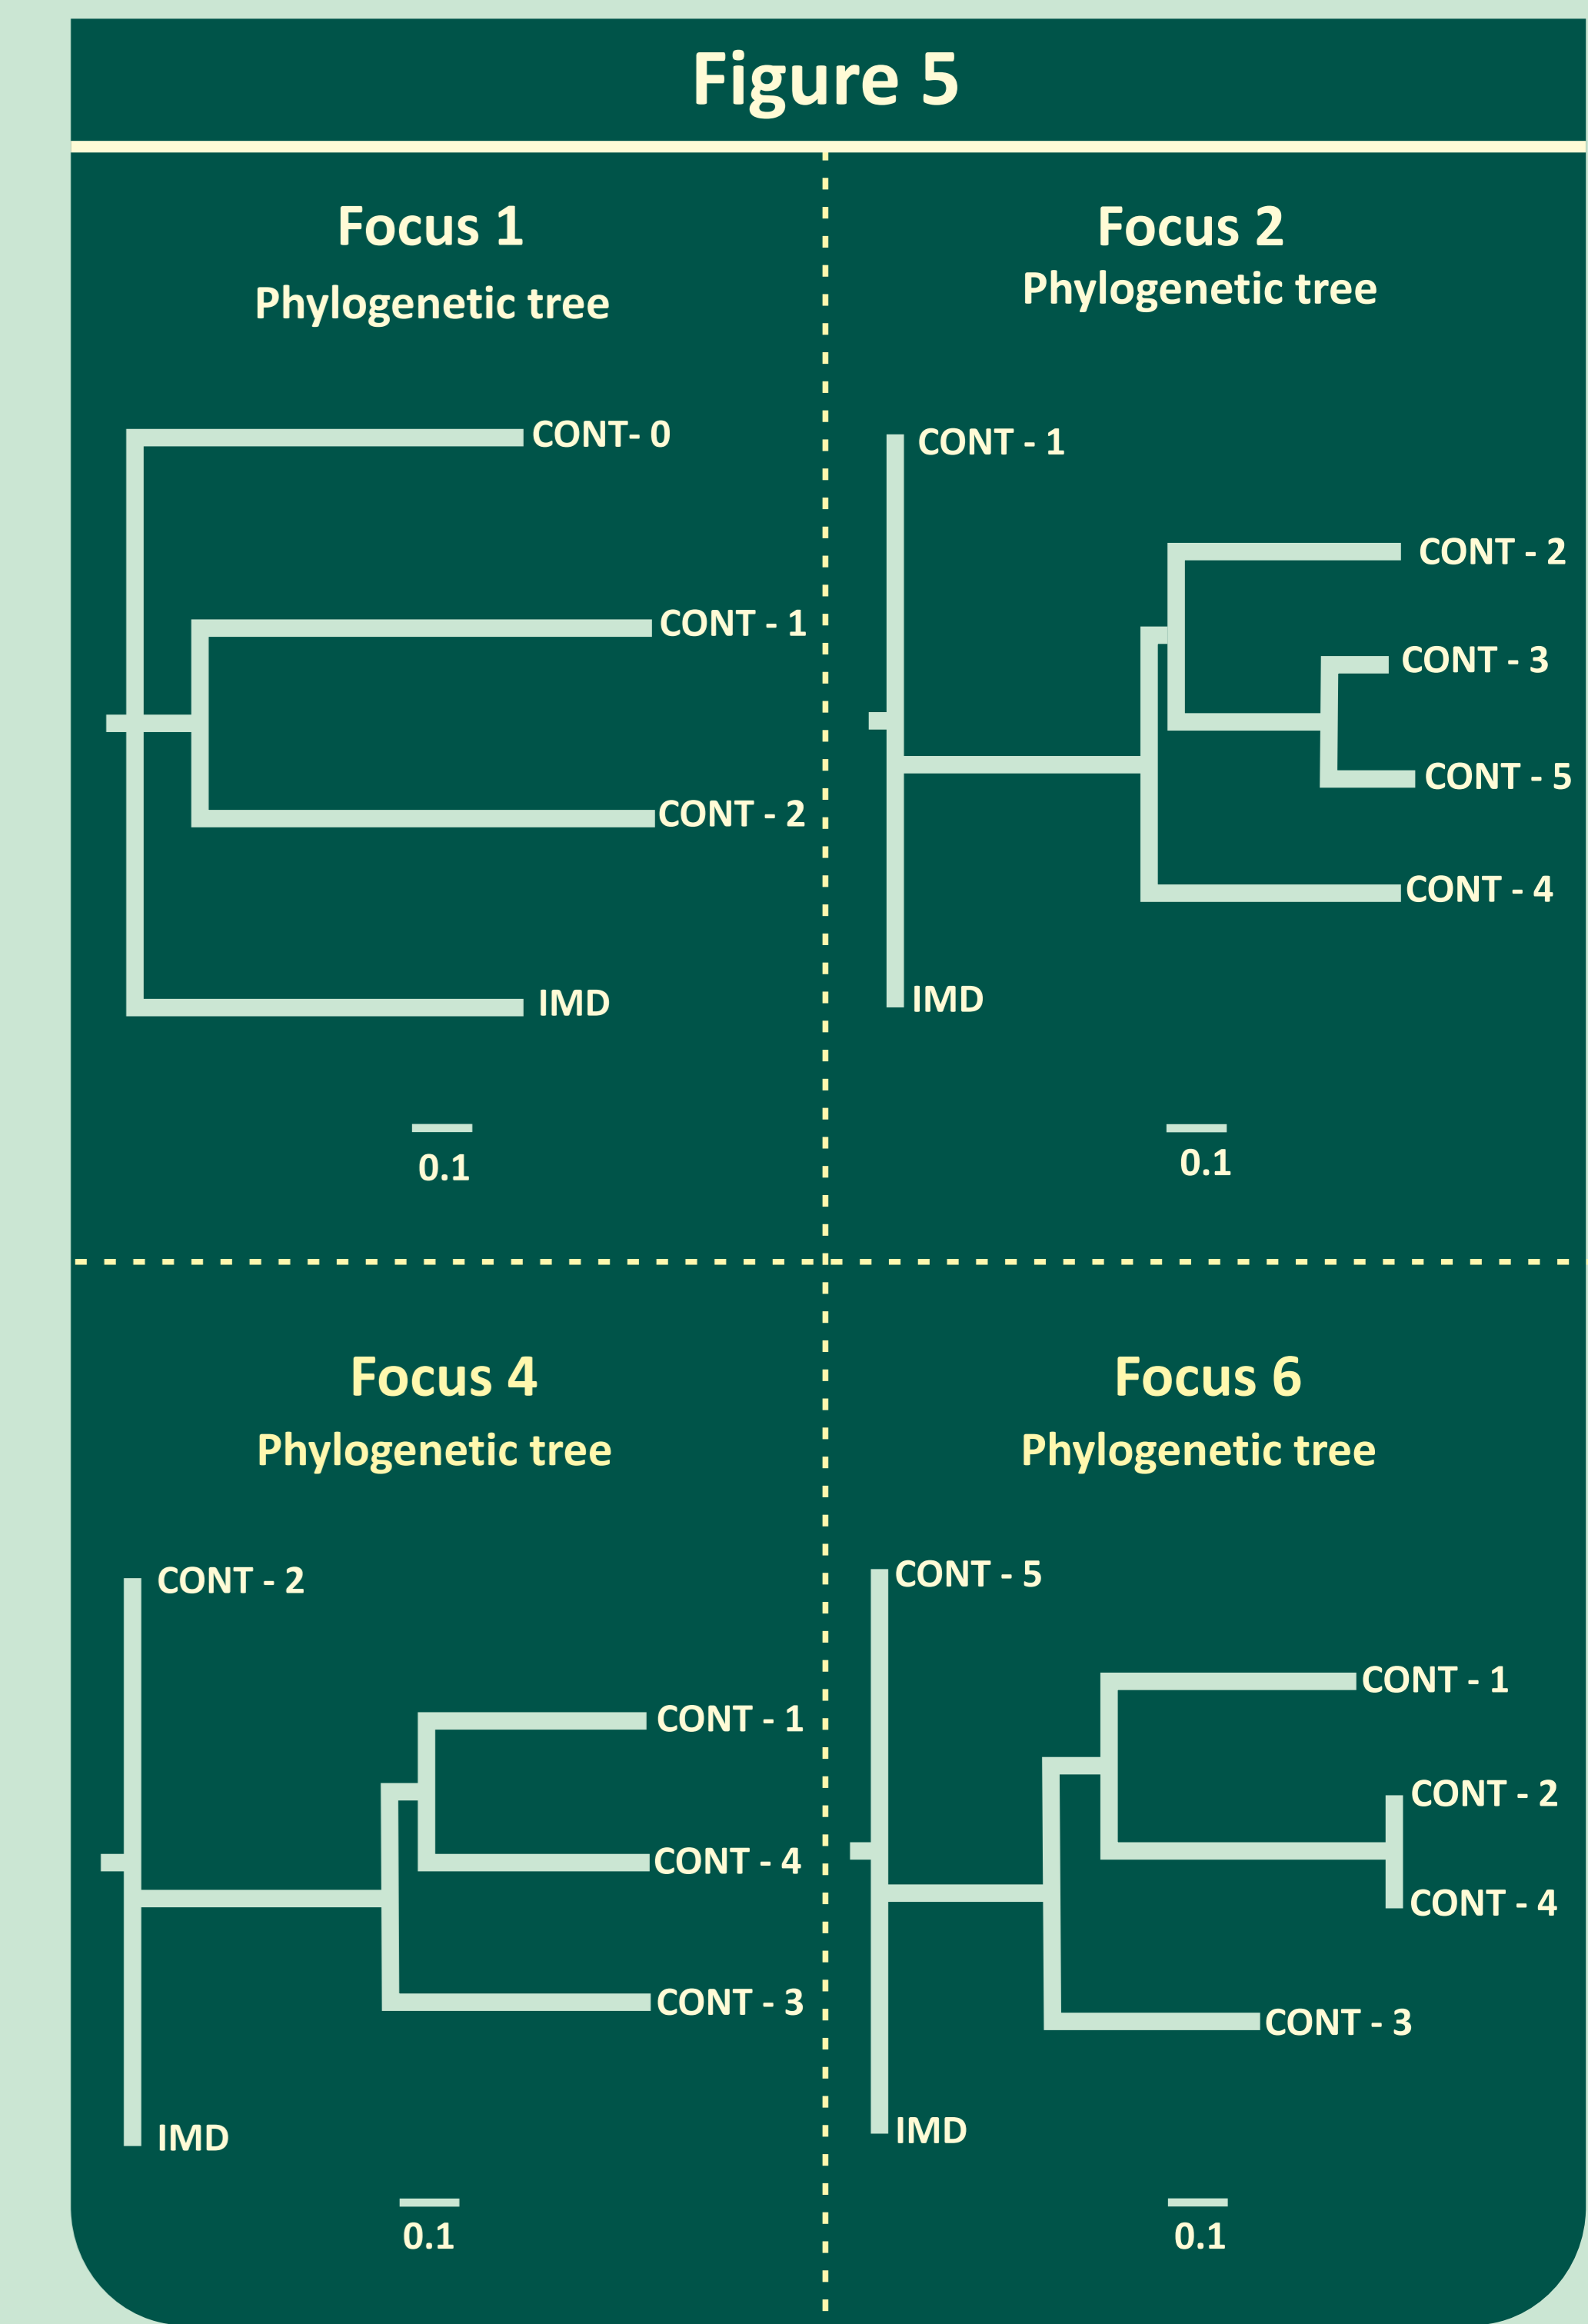 Figure 5
Focus 1
Phylogenetic tree
CONT- 0
CONT - 1
CONT - 2
IMD
0.1
Focus 2
Phylogenetic tree
CONT - 1
CONT - 2
CONT - 3
CONT - 5
CONT - 4
IMD
0.1
Focus 4
Phylogenetic tree
CONT - 2
CONT - 1
CONT - 4
CONT - 3
IMD
0.1
Focus 6
Phylogenetic tree
CONT - 5
CONT - 1
CONT - 2
CONT - 4
CONT - 3
IMD
0.1